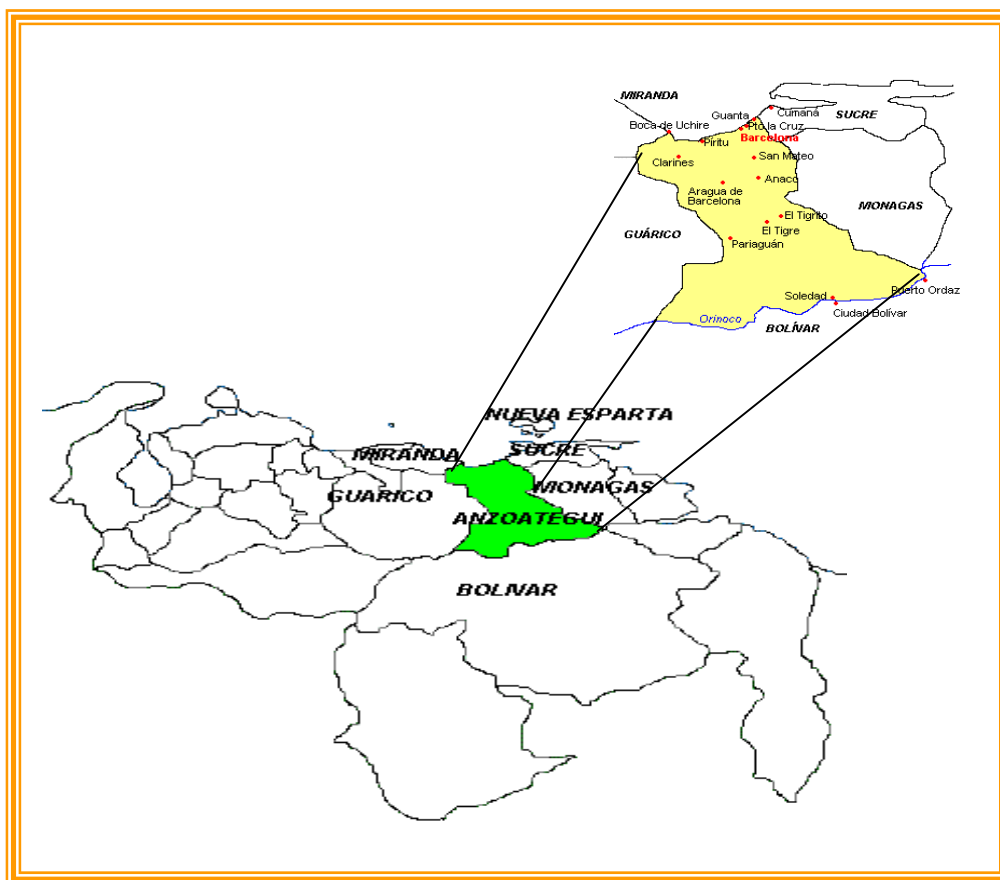 MIRANDA
Cumaná
Guanta
SUCRE
Boca de Uchire
Pto la Cruz
Barcelona
Píritu
Clarines
San Mateo
Anaco
Aragua de
Barcelona
MONAGAS
El Tigrito
GUÁRICO
El Tigre
Pariaguán
Puerto Ordaz
Soledad
Ciudad Bolívar
Orinoco
BOLÍVAR
NUEVA ESPARTA
MIRANDA
SUCRE
GUARICO
MONAGAS
ANZOATEGUI
BOLIVAR